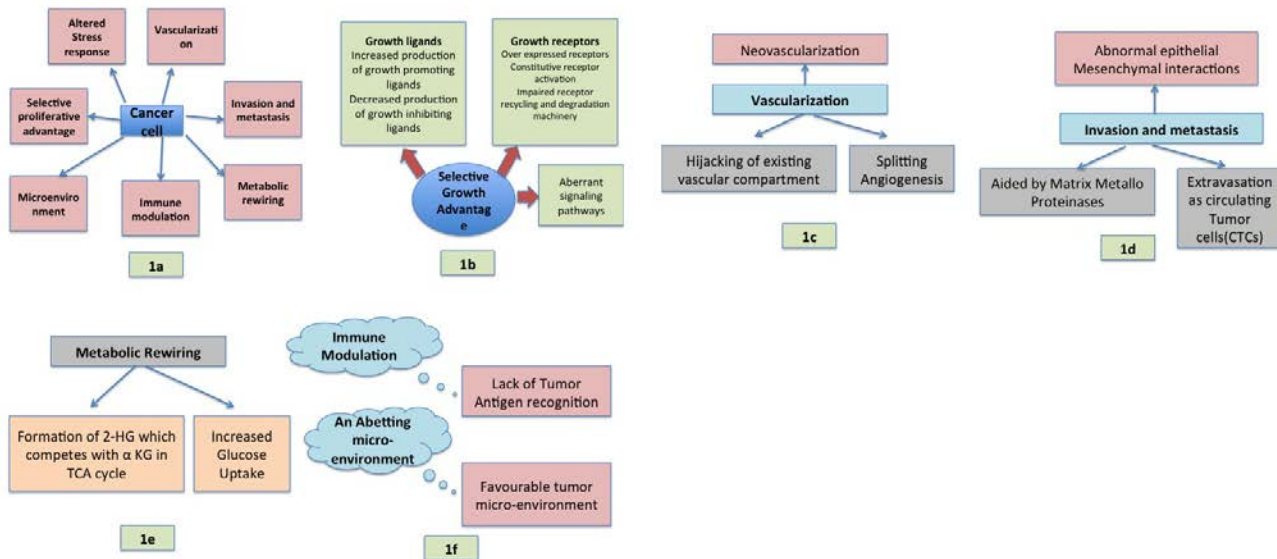 Altered
Stress
response
Vascularizati
on
Selective
proliferative
advantage
Cancer
cell
Invasion and
metastasis
Microenviro
nment
Immune
modulation
Metabolic
rewiring
1a
Growth ligands
Increased production
of growth promoting
ligands
Decreased production
of growth inhibiting
ligands
Growth receptors
Over expressed receptors
Constitutive receptor
activation
Impaired receptor
recycling and degradation
machinery
Selective
Growth
Advantag
e
Aberrant
signaling
pathways
1b
Neovascularization
Vascularization
Hijacking of existing
vascular compartment
Splitting
Angiogenesis
1c
Abnormal epithelial
Mesenchymal interactions
Invasion and metastasis
Aided by Matrix Metallo
Proteinases
Extravasation
as circulating
Tumor
cells(CTCs)
1d
Metabolic Rewiring
Formation of 2-HG which
competes with α KG in
TCA cycle
Increased
Glucose
Uptake
1e
Immune
Modulation
Lack of Tumor
Antigen recognition
An Abetting
micro-
environment
Favourable tumor
micro-environment
1f